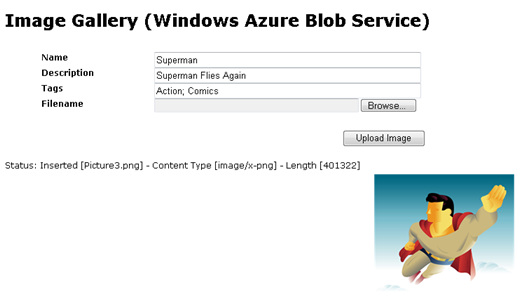 Image Gallery (Windows Azure Blob Service)
Name Superman
Description Superman Flies Again
Tags Action; Comics
Filename Browse...
Upload Image
Status: Inserted [Picture3.png] - Content Type [image/x-png] - Length [401322]